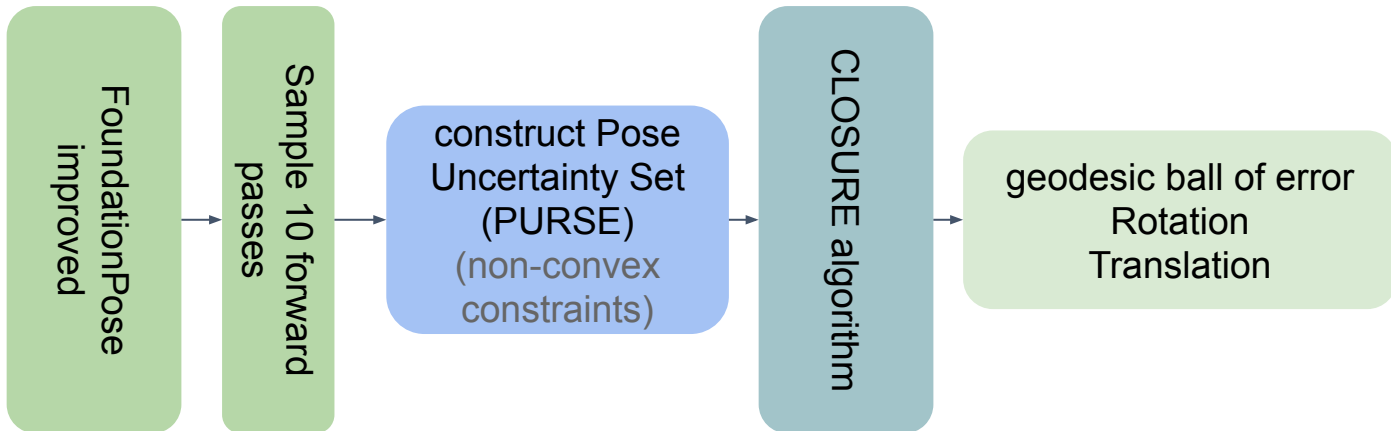 FoundationPose
improved
Sample 10 forward
passes
construct Pose
Uncertainty Set
(PURSE)
(non-convex
constraints)
CLOSURE algorithm
geodesic ball of error
Rotation
Translation